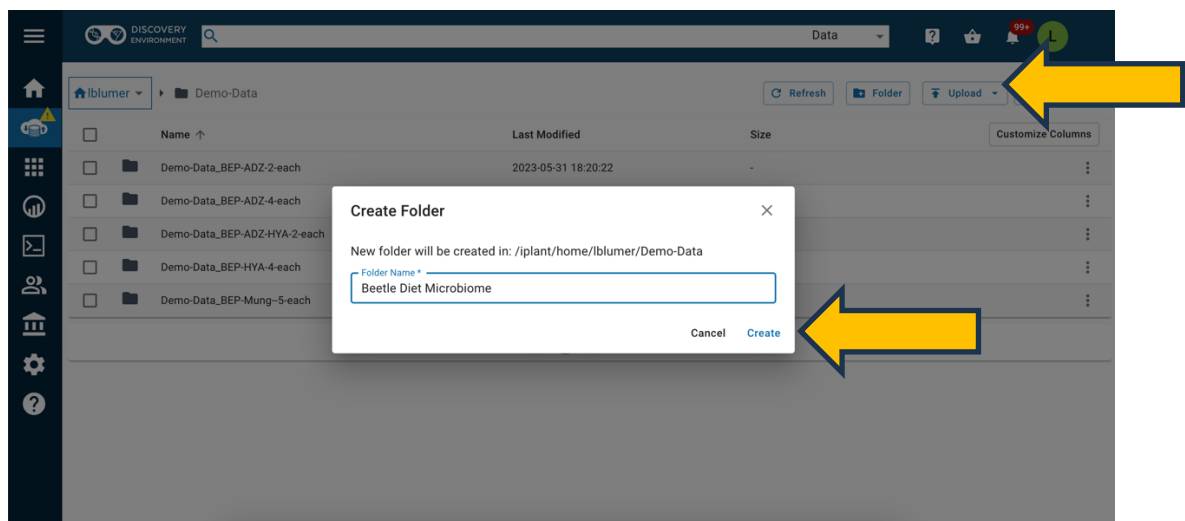 DISCOVERY
ENVIRONMENT
Data
99+
L
lblumer
Demo-Data
Refresh
Folder
Upload
Name
Last Modified
Size
Customize Columns
Demo-Data_BEP-ADZ-2-each
2023-05-31 18:20:22
-
Demo-Data_BEP-ADZ-4-each
Demo-Data_BEP-ADZ-HYA-2-each
Demo-Data_BEP-HYA-4-each
Demo-Data_BEP-Mung--5-each
Create Folder
New folder will be created in: /iplant/home/lblumer/Demo-Data
Folder Name *
Beetle Diet Microbiome
Cancel
Create